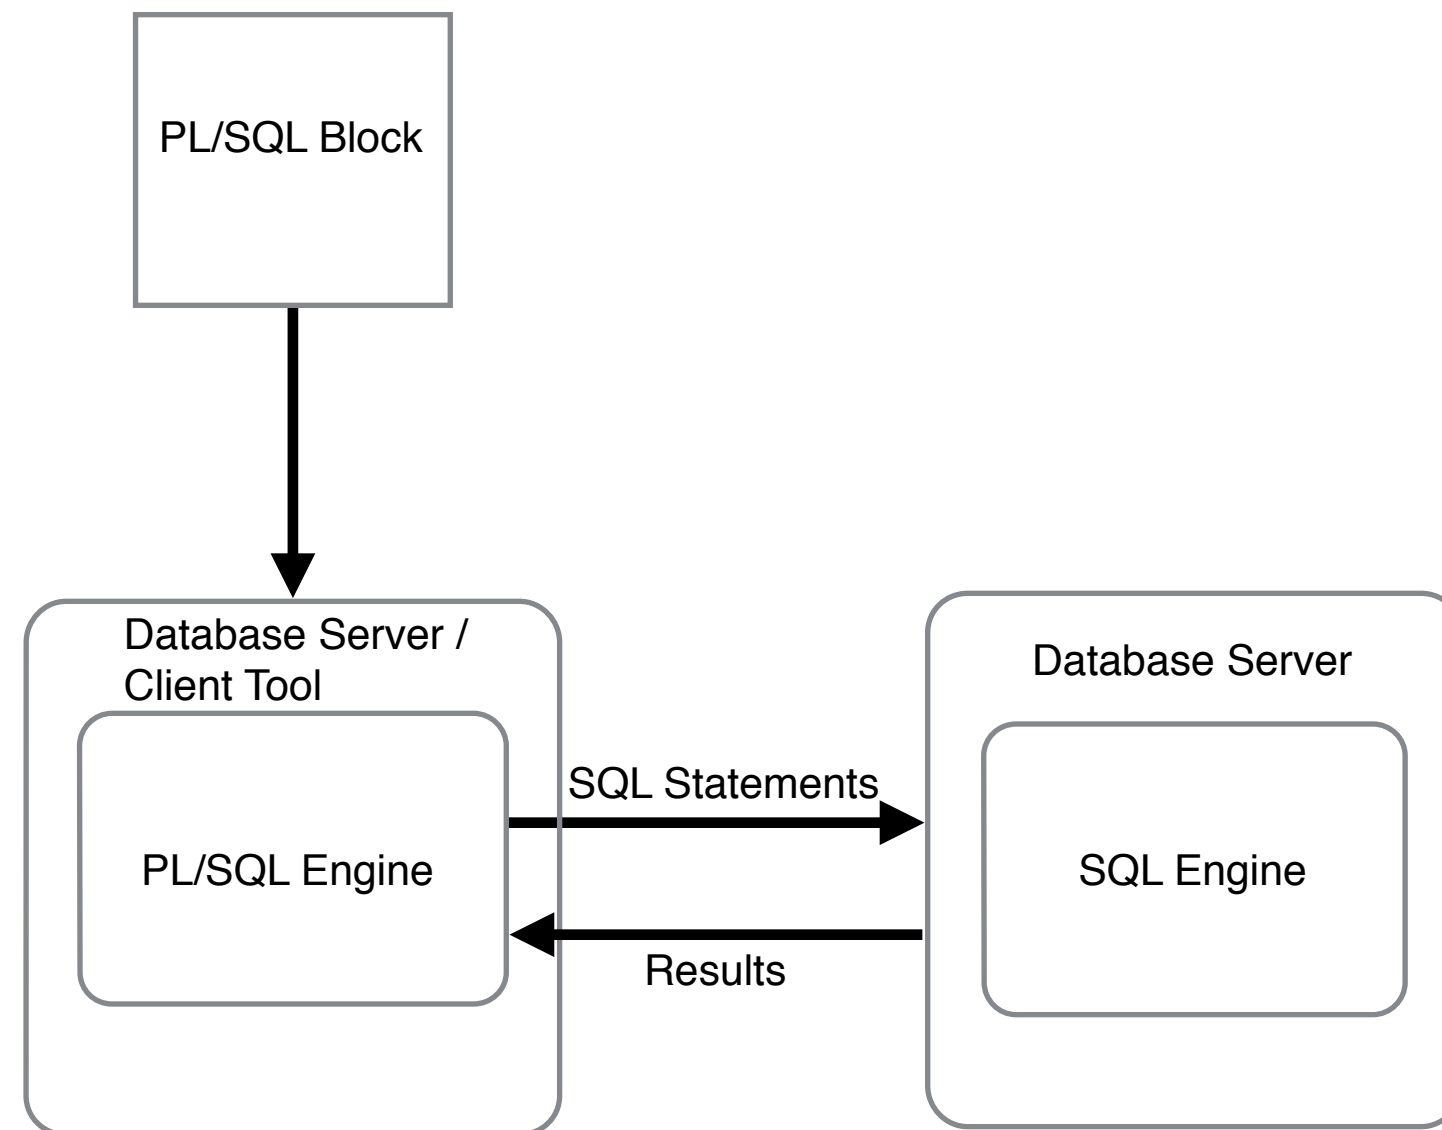 PL/SQL Block
Database Server /
Client Tool
Database Server
SQL Statements
PL/SQL Engine
SQL Engine
Results